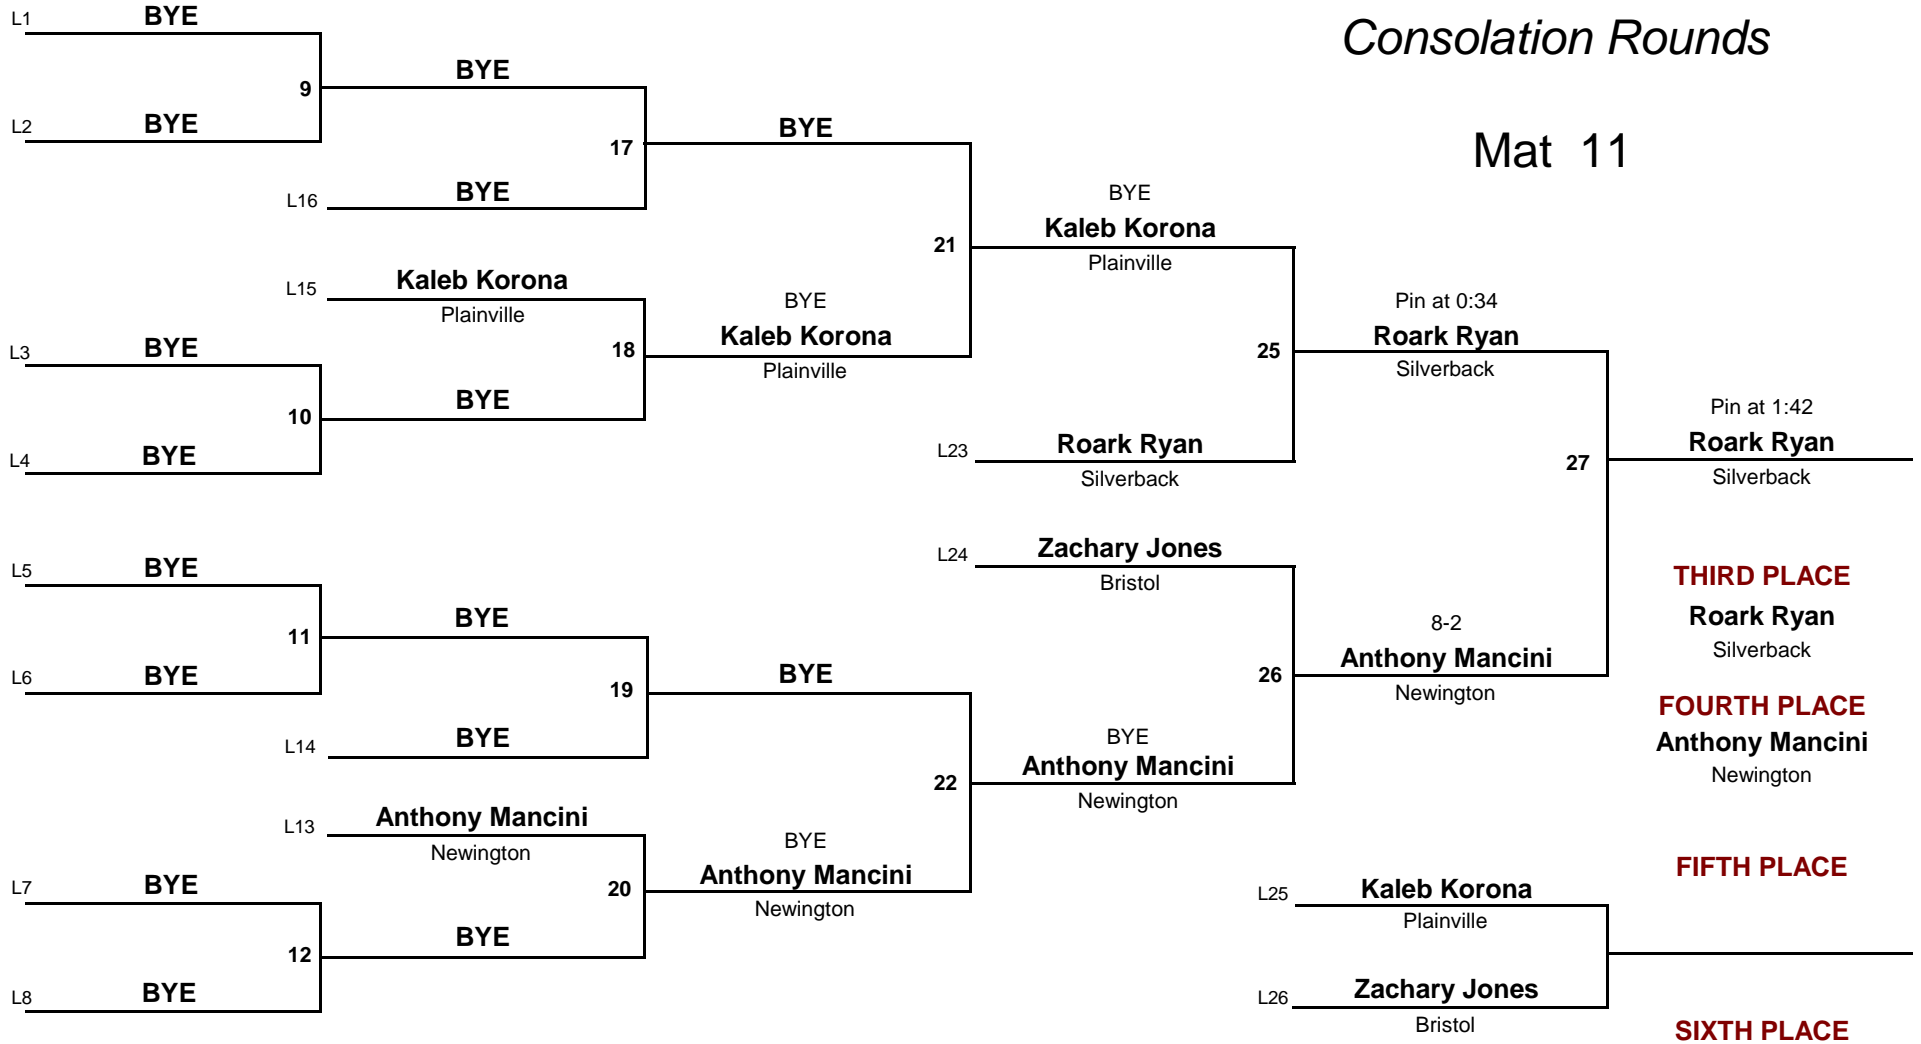 Consolation Rounds
Mat 11
L1 BYE
9
L2 BYE
BYE
17
L16 BYE
BYE
L15 Kaleb Korona
Plainville
18
L3 BYE
10
L4 BYE
BYE
BYE
Kaleb Korona
Plainville
21
BYE
Kaleb Korona
Plainville
25
L23 Roark Ryan
Silverback
Pin at 0:34
Roark Ryan
Silverback
27
Pin at 1:42
Roark Ryan
Silverback
L5 BYE
11
L6 BYE
BYE
19
L14 BYE
BYE
L13 Anthony Mancini
Newington
20
L7 BYE
12
L8 BYE
BYE
BYE
Anthony Mancini
Newington
22
L24 Zachary Jones
Bristol
26
BYE
Anthony Mancini
Newington
8-2
Anthony Mancini
Newington
THIRD PLACE
Roark Ryan
Silverback
FOURTH PLACE
Anthony Mancini
Newington
FIFTH PLACE
L25 Kaleb Korona
Plainville
L26 Zachary Jones
Bristol
SIXTH PLACE